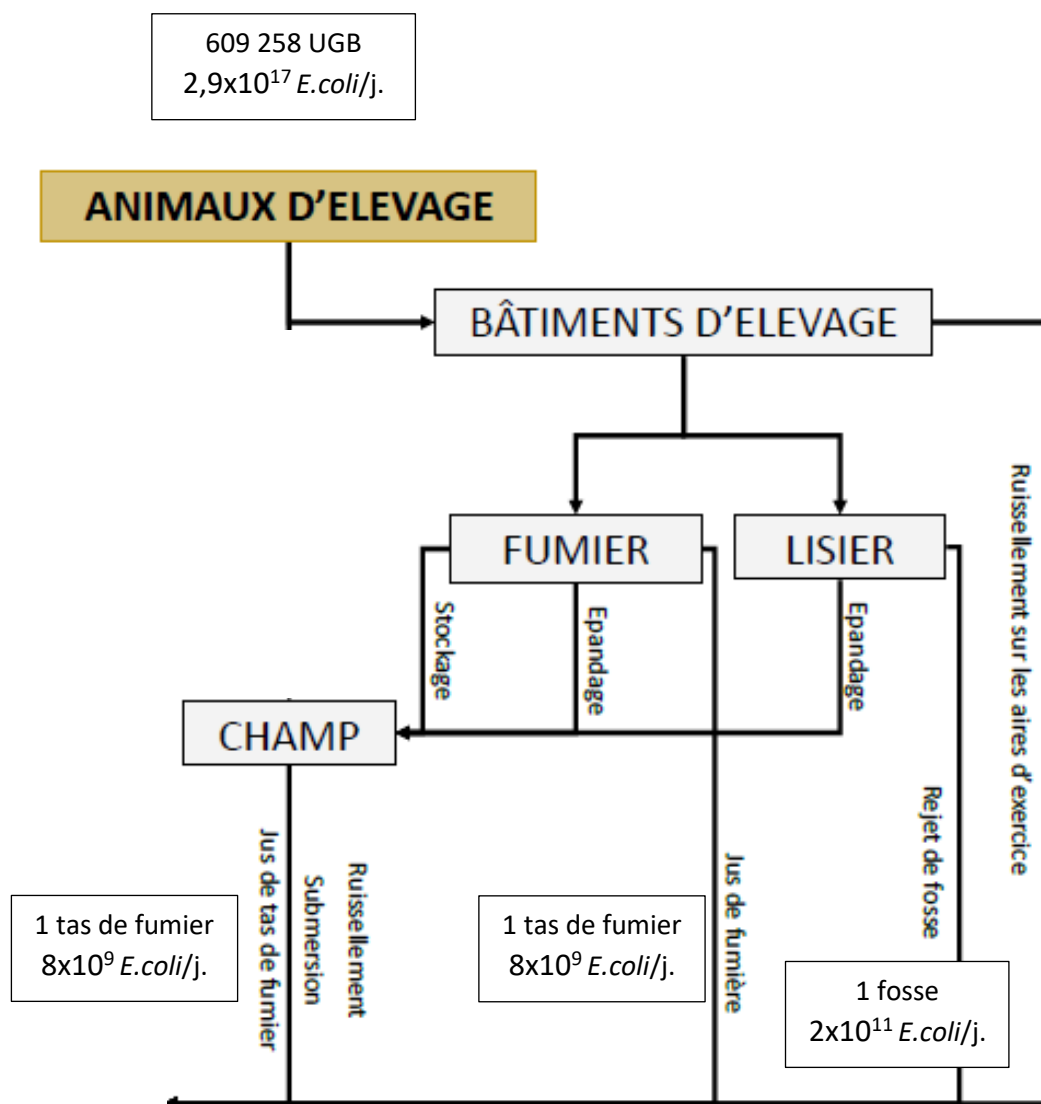 609 258 UGB
2,9x10¹⁷ E.coli/j.
ANIMAUX D’ELEVAGE
BÂTIMENTS D’ELEVAGE
FUMIER
LISIER
Ruissellement sur les aires d’exercice
Stockage
Epandage
Epandage
CHAMP
Jus de tas de fumier
Submersion
Ruissellement
Jus de fumière
Rejet de fosse
1 tas de fumier
8x10⁹ E.coli/j.
1 tas de fumier
8x10⁹ E.coli/j.
1 fosse
2x10¹¹ E.coli/j.